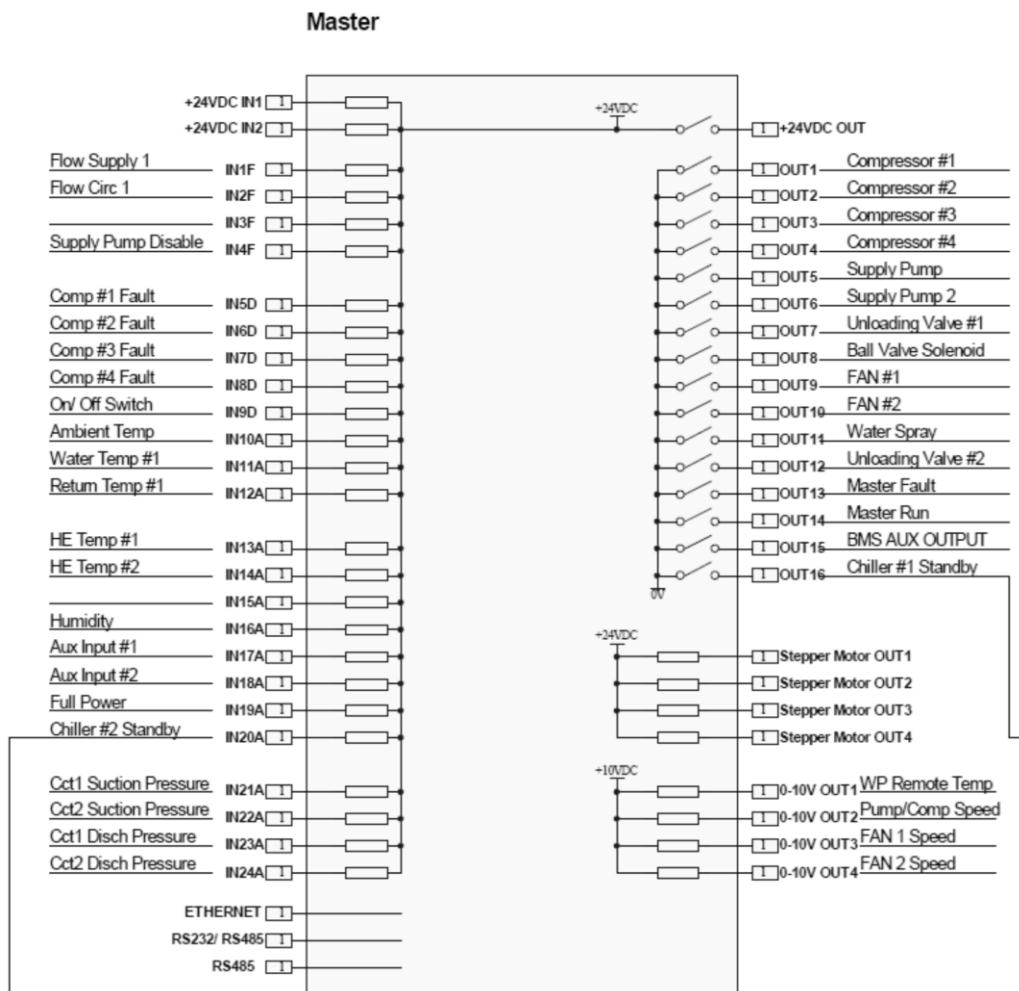 Master
+24VDC IN1 1
+24VDC IN2 1
Flow Supply 1 IN1F 1
Flow Circ 1 IN2F 1
IN3F 1
Supply Pump Disable IN4F 1
Comp #1 Fault IN5D 1
Comp #2 Fault IN6D 1
Comp #3 Fault IN7D 1
Comp #4 Fault IN8D 1
On/ Off Switch IN9D 1
Ambient Temp IN10A 1
Water Temp #1 IN11A 1
Return Temp #1 IN12A 1
HE Temp #1 IN13A 1
HE Temp #2 IN14A 1
IN15A 1
Humidity IN16A 1
Aux Input #1 IN17A 1
Aux Input #2 IN18A 1
Full Power IN19A 1
Chiller #2 Standby IN20A 1
Cct1 Suction Pressure IN21A 1
Cct2 Suction Pressure IN22A 1
Cct1 Disch Pressure IN23A 1
Cct2 Disch Pressure IN24A 1
ETHERNET 1
RS232/ RS485 1
RS485 1
+24VDC
1 +24VDC OUT
1 OUT1 Compressor #1
1 OUT2 Compressor #2
1 OUT3 Compressor #3
1 OUT4 Compressor #4
1 OUT5 Supply Pump
1 OUT6 Supply Pump 2
1 OUT7 Unloading Valve #1
1 OUT8 Ball Valve Solenoid
1 OUT9 FAN #1
1 OUT10 FAN #2
1 OUT11 Water Spray
1 OUT12 Unloading Valve #2
1 OUT13 Master Fault
1 OUT14 Master Run
1 OUT15 BMS AUX OUTPUT
1 OUT16 Chiller #1 Standby
0V
+24VDC
1 Stepper Motor OUT1
1 Stepper Motor OUT2
1 Stepper Motor OUT3
1 Stepper Motor OUT4
+10VDC
1 0-10V OUT1 WP Remote Temp
1 0-10V OUT2 Pump/Comp Speed
1 0-10V OUT3 FAN 1 Speed
1 0-10V OUT4 FAN 2 Speed